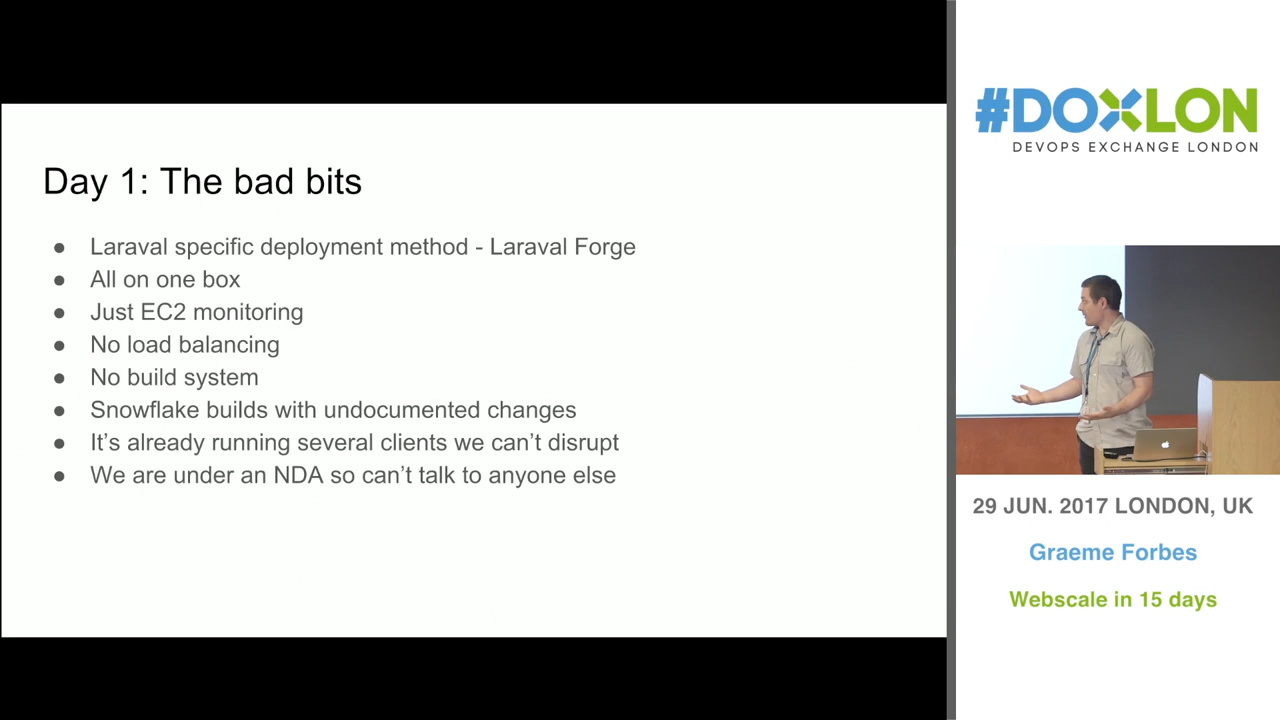 Day 1: The bad bits
● Laraval specific deployment method - Laraval Forge
● All on one box
● Just EC2 monitoring
● No load balancing
● No build system
● Snowflake builds with undocumented changes
● It's already running several clients we can't disrupt
● We are under an NDA so can't talk to anyone else
#DOXLON
DEVOPS EXCHANGE LONDON
29 JUN. 2017 LONDON, UK
Graeme Forbes
Webscale in 15 days